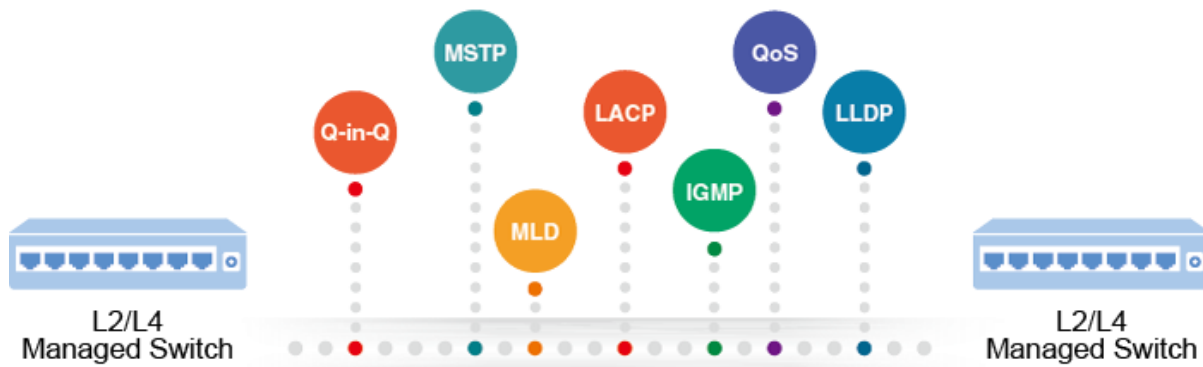 MSTP
QoS
Q-in-Q
LACP
LLDP
MLD
IGMP
L2/L4
Managed Switch
L2/L4
Managed Switch